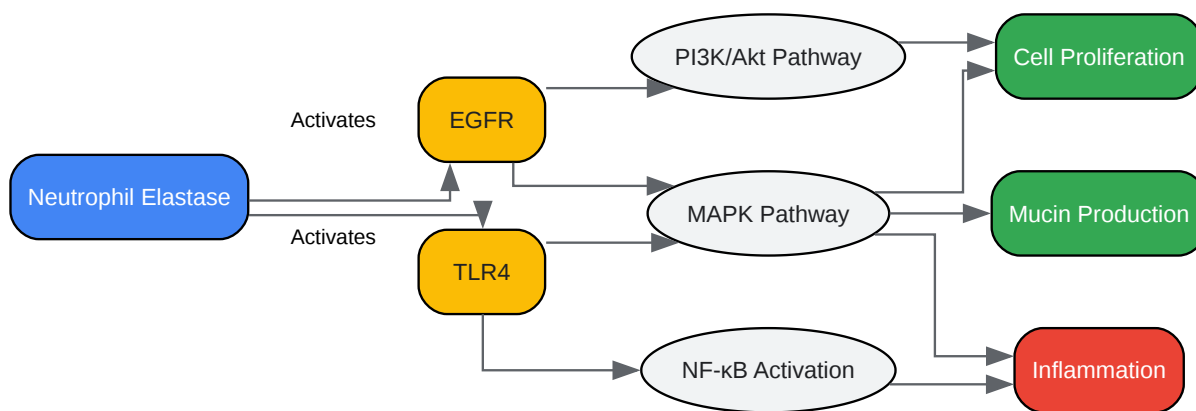 Neutrophil Elastase
Activates
Activates
EGFR
TLR4
PI3K/Akt Pathway
MAPK Pathway
NF-κB Activation
Cell Proliferation
Mucin Production
Inflammation